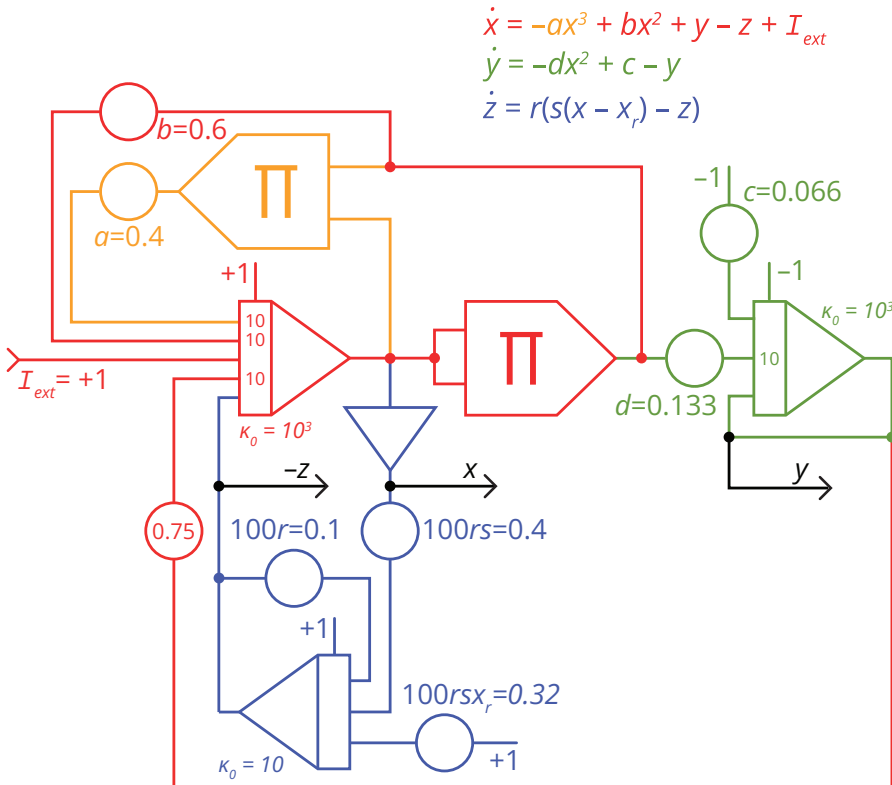 ẋ = –ax³ + bx² + y – z + I_ext
ẏ = –dx² + c – y
ż = r(s(x – x_r) – z)
b=0.6
–1
c=0.066
∏
a=0.4
+1
–1
κ₀ = 10³
10
10
∏
10
I_ext = +1
10
d=0.133
κ₀ = 10³
–z
x
y
0.75
100r=0.1
100rs=0.4
+1
100rsx_r=0.32
κ₀ = 10
+1